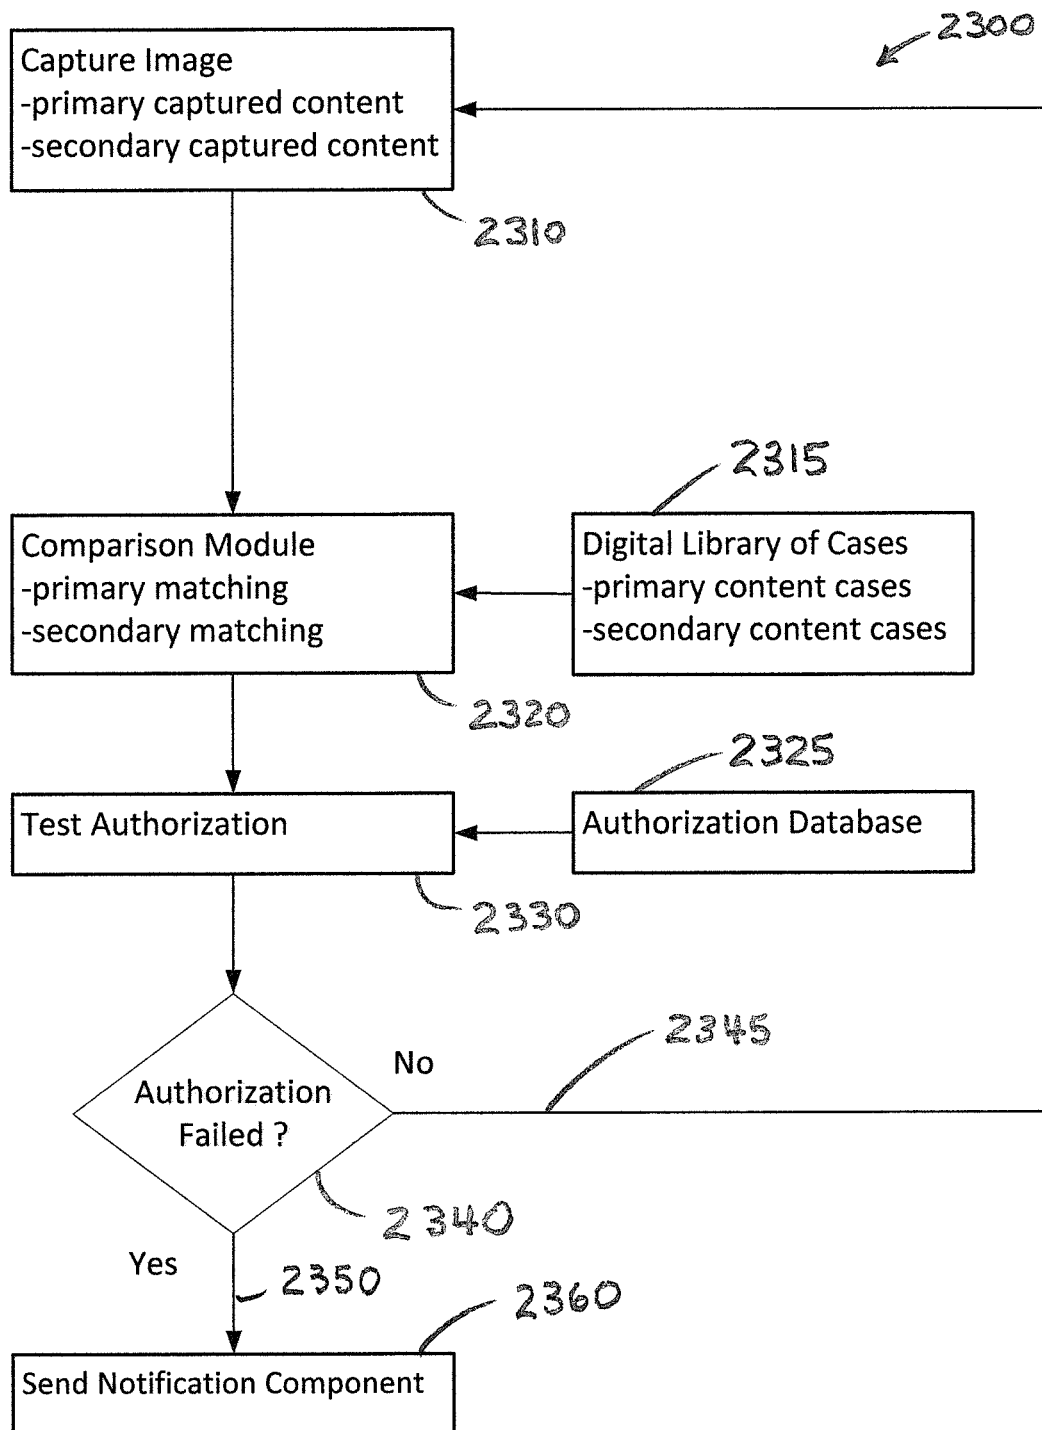 2300
Capture Image
-primary captured content
-secondary captured content
2310
2315
Comparison Module
-primary matching
-secondary matching
Digital Library of Cases
-primary content cases
-secondary content cases
2320
2325
Test Authorization
Authorization Database
2330
Authorization
Failed ?
No
2345
2340
Yes
2350
2360
Send Notification Component